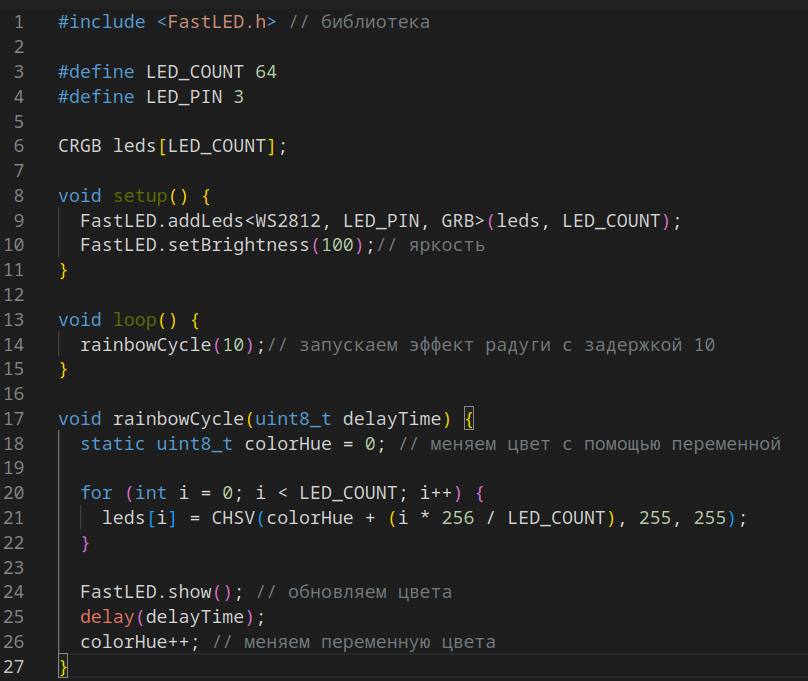 1 #include <FastLED.h> // библиотека
2
3 #define LED_COUNT 64
4 #define LED_PIN 3
5
6 CRGB leds[LED_COUNT];
7
8 void setup() {
9   FastLED.addLeds<WS2812, LED_PIN, GRB>(leds, LED_COUNT);
10   FastLED.setBrightness(100);// яркость
11 }
12
13 void loop() {
14   rainbowCycle(10);// запускаем эффект радуги с задержкой 10
15 }
16
17 void rainbowCycle(uint8_t delayTime) {
18   static uint8_t colorHue = 0; // меняем цвет с помощью переменной
19
20   for (int i = 0; i < LED_COUNT; i++) {
21     leds[i] = CHSV(colorHue + (i * 256 / LED_COUNT), 255, 255);
22   }
23
24   FastLED.show(); // обновляем цвета
25   delay(delayTime);
26   colorHue++; // меняем переменную цвета
27 }